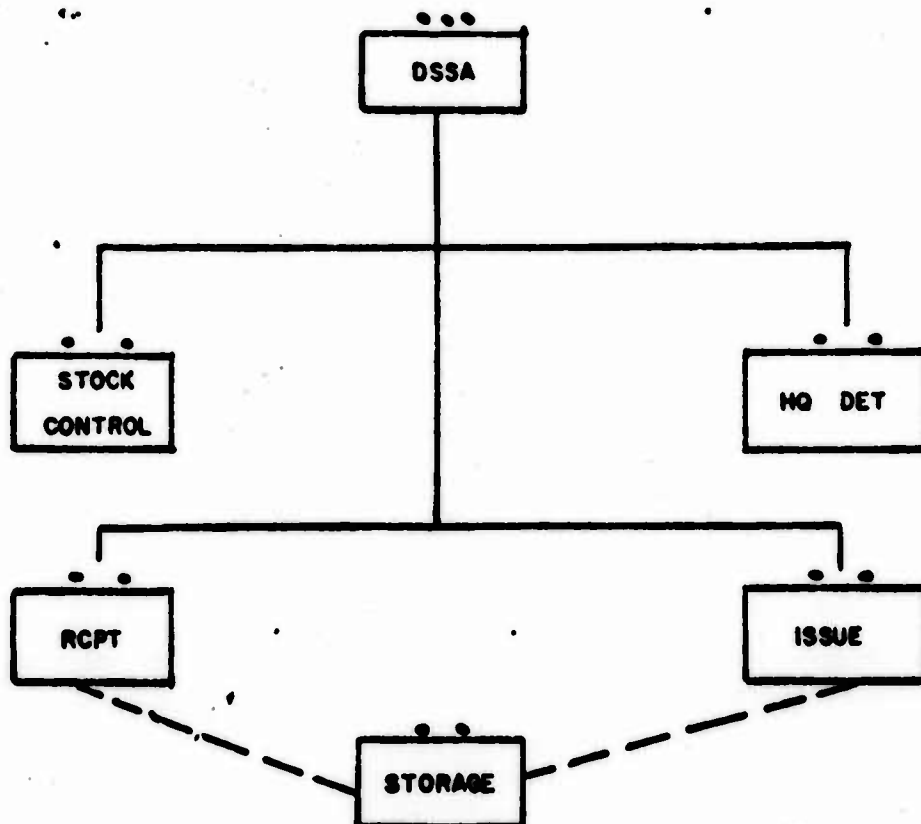 DSSA
STOCK
CONTROL
HQ DET
RCPT
ISSUE
STORAGE